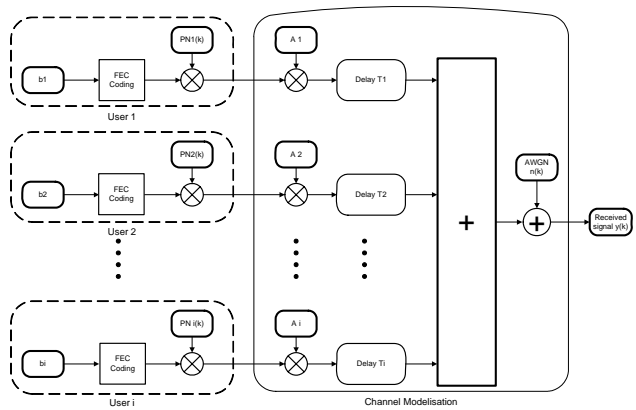 PN1(k)
A 1
b1
FEC
Coding
Delay T1
User 1
PN2(k)
A 2
AWGN
n(k)
b2
FEC
Coding
Delay T2
+
+
Received
signal y(k)
User 2
PN i(k)
A i
bi
FEC
Coding
Delay Ti
User i
Channel Modelisation